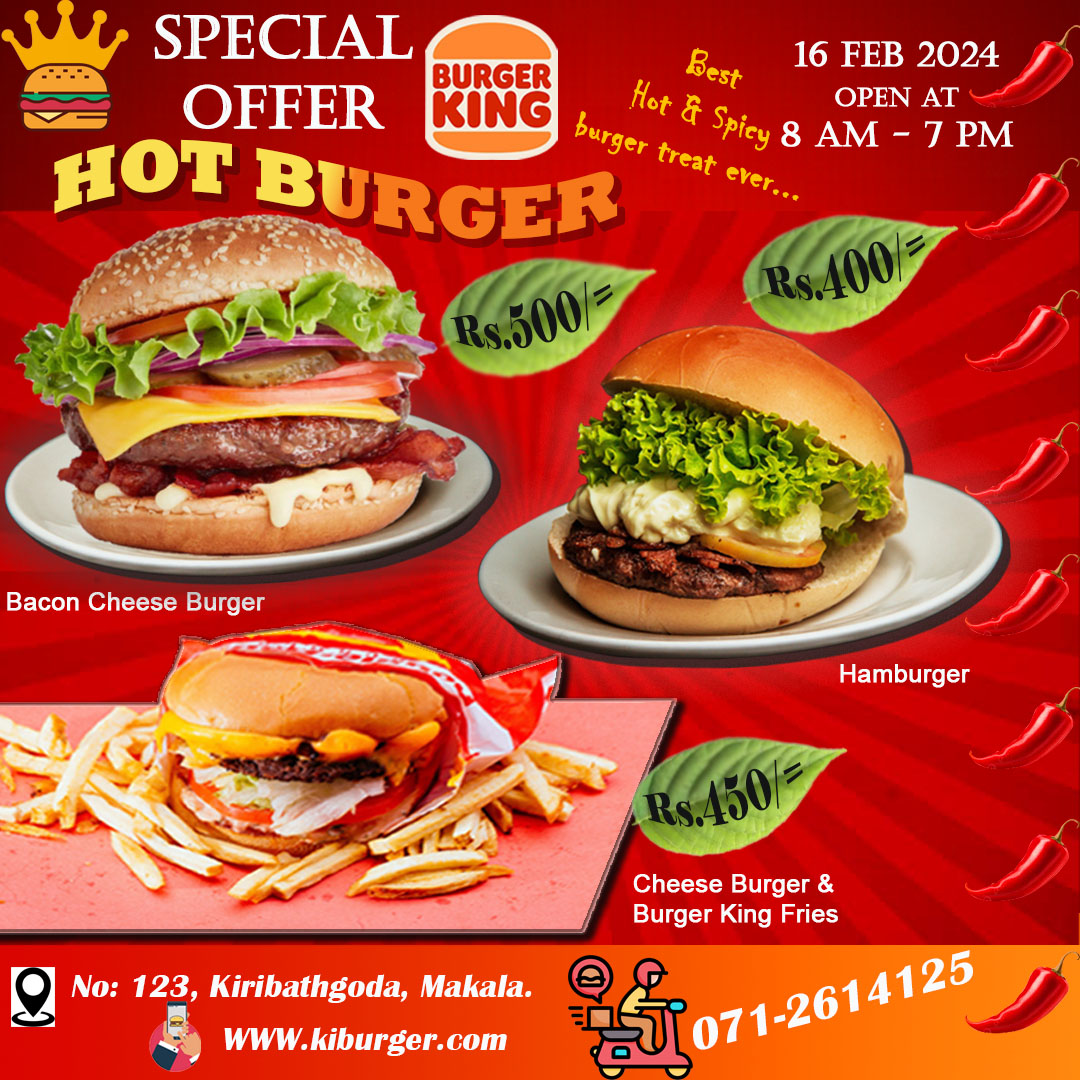 SPECIAL
OFFER
BURGER
KING
HOT BURGER
Best
Hot & Spicy
burger treat ever...
16 FEB 2024
OPEN AT
8 AM - 7 PM
Rs.500/=
Rs.400/=
Bacon Cheese Burger
Hamburger
Rs.450/=
Cheese Burger &
Burger King Fries
No: 123, Kiribathgoda, Makala.
WWW.kiburger.com
071-2614125